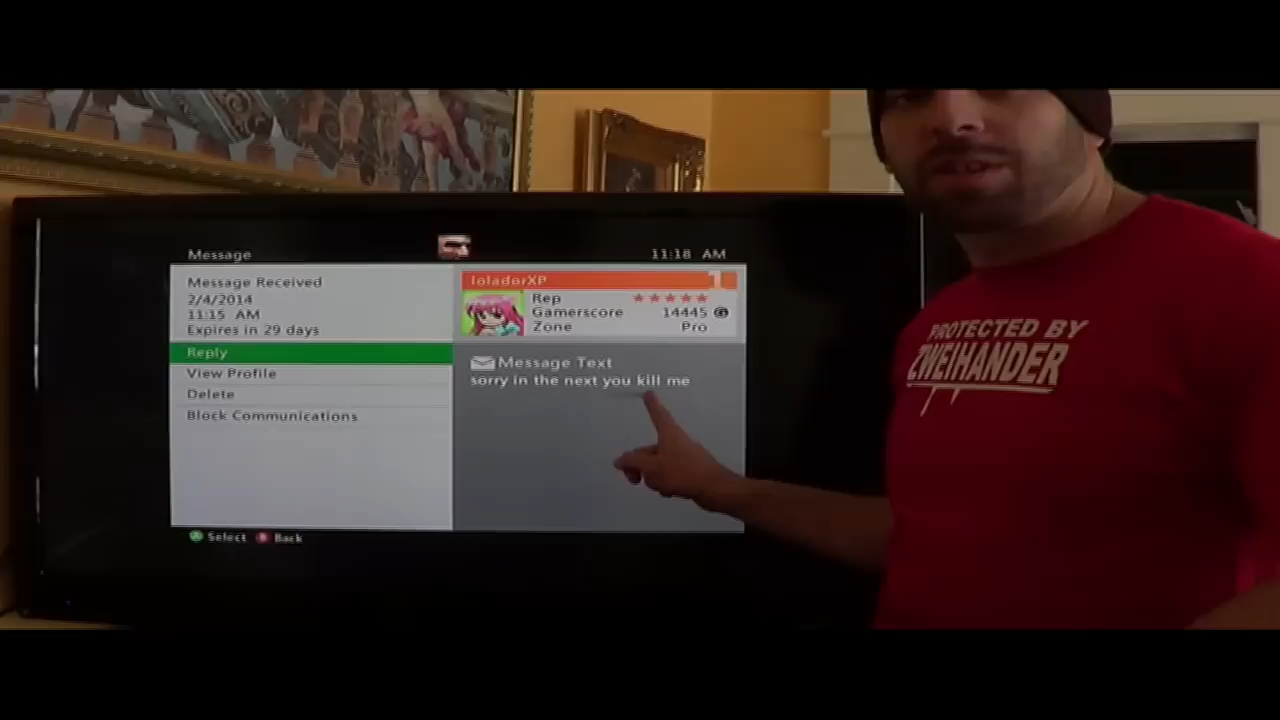 Message
11:18 AM
Message Received
2/4/2014
11:15 AM
Expires in 29 days
Reply
View Profile
Delete
Block Communications
loladorXP
1
Rep ★★★★★
Gamerscore 14445 G
Zone Pro
Message Text
sorry in the next you kill me
A Select B Back
PROTECTED BY
ZWEIHANDER